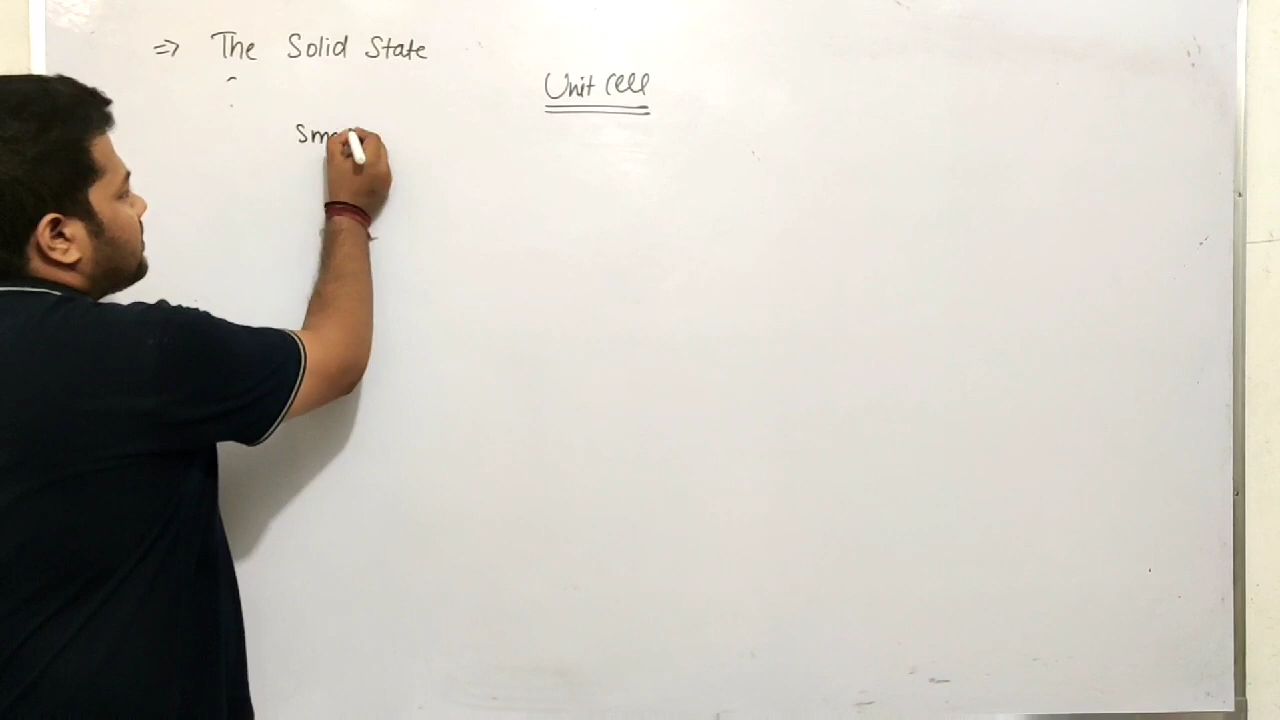 ⇒ The Solid State
Unit Cell